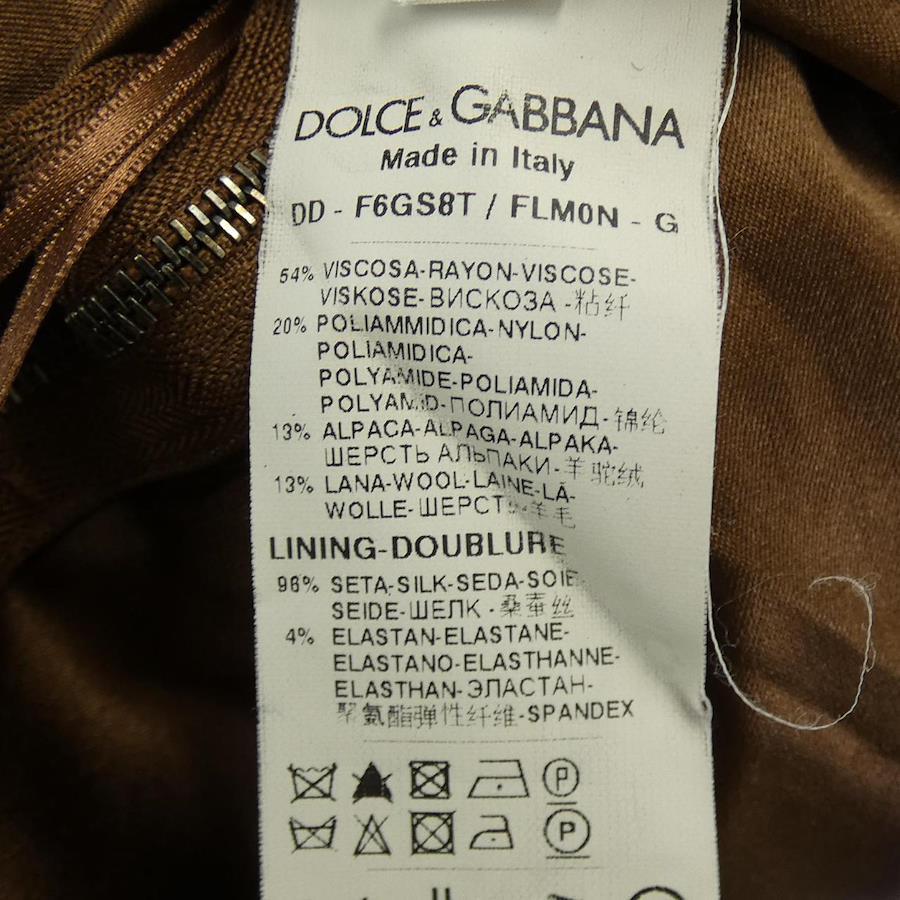 DOLCE & GABBANA
Made in Italy
DD - F6GS8T / FLM0N - G
54% VISCOSA-RAYON-VISCOSE-
VISKOSE-ВИСКОЗА -粘纤
20% POLIAMMIDICA-NYLON-
POLIAMIDICA-
POLYAMIDE-POLIAMIDA-
POLYAMID-ПОЛИАМИД-锦纶
13% ALPACA-ALPAGA-ALPAKA-
ШЕРСТЬ АЛЬПАКИ-羊驼绒
13% LANA-WOOL-LAINE-LÃ-
WOLLE-ШЕРСТЬ-羊毛
LINING-DOUBLURE
96% SETA-SILK-SEDA-SOIE
SEIDE-ШЕЛК - 桑蚕丝
4% ELASTAN-ELASTANE-
ELASTANO-ELASTHANNE-
ELASTHAN-ЭЛАСТАН-
聚氨酯弹性纤维-SPANDEX
P
P